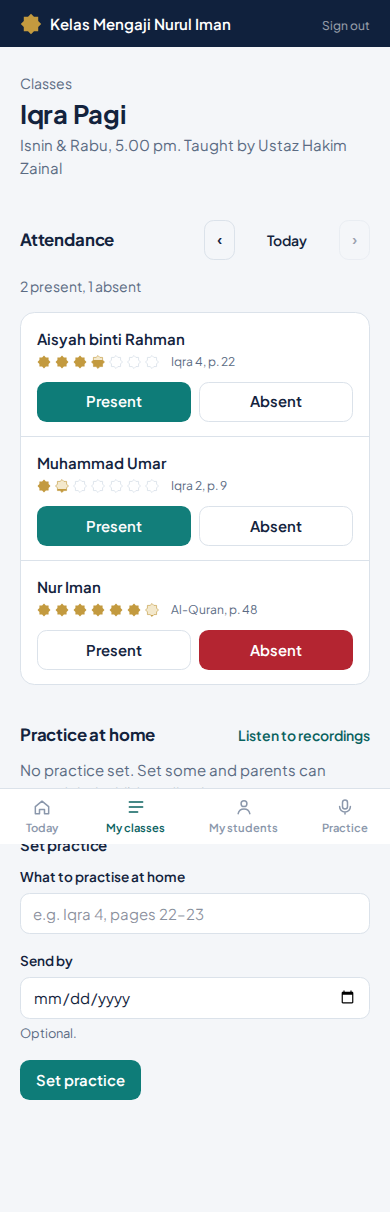 Kelas Mengaji Nurul Iman
Sign out
Classes
Iqra Pagi
Isnin & Rabu, 5.00 pm. Taught by Ustaz Hakim
Zainal
Attendance
‹
Today
›
2 present, 1 absent
Aisyah binti Rahman
Iqra 4, p. 22
Present
Absent
Muhammad Umar
Iqra 2, p. 9
Present
Absent
Nur Iman
Al-Quran, p. 48
Present
Absent
Practice at home
Listen to recordings
No practice set. Set some and parents can
Today
My classes
My students
Practice
Set practice
What to practise at home
e.g. Iqra 4, pages 22–23
Send by
mm/dd/yyyy
Optional.
Set practice